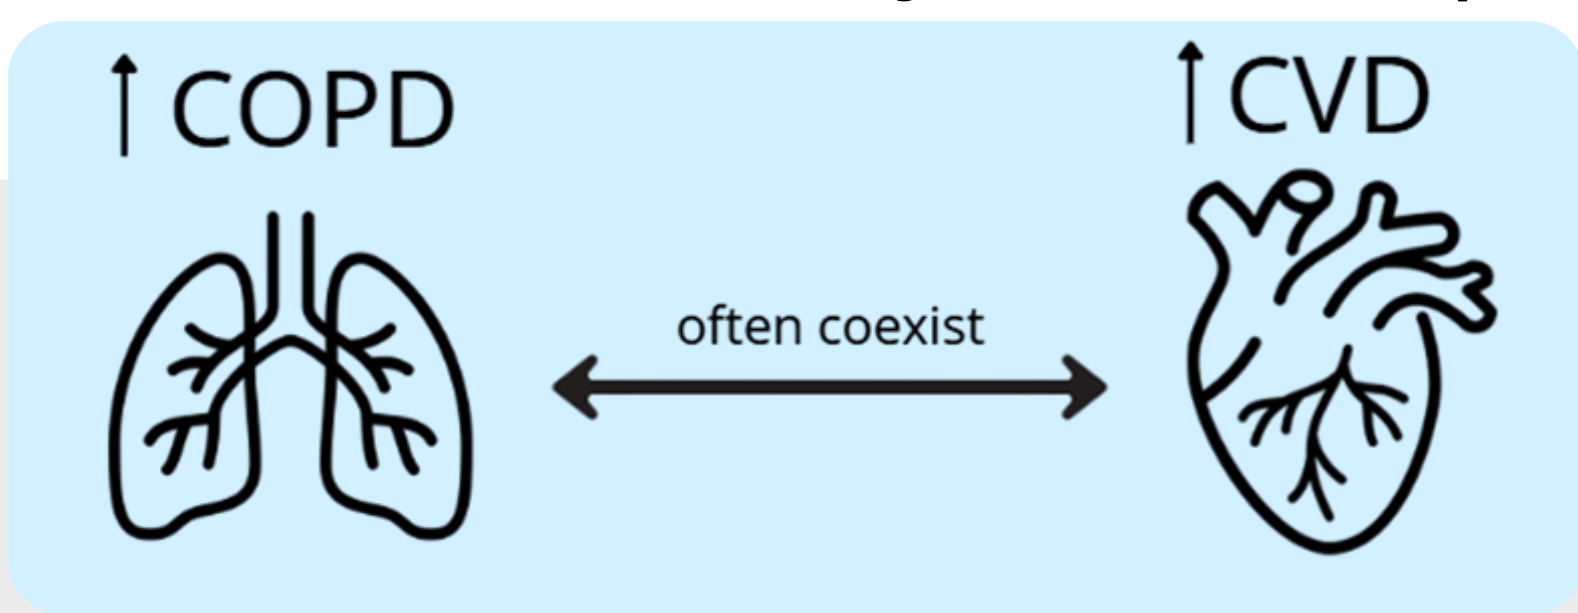 ↑ COPD
↑ CVD
often coexist